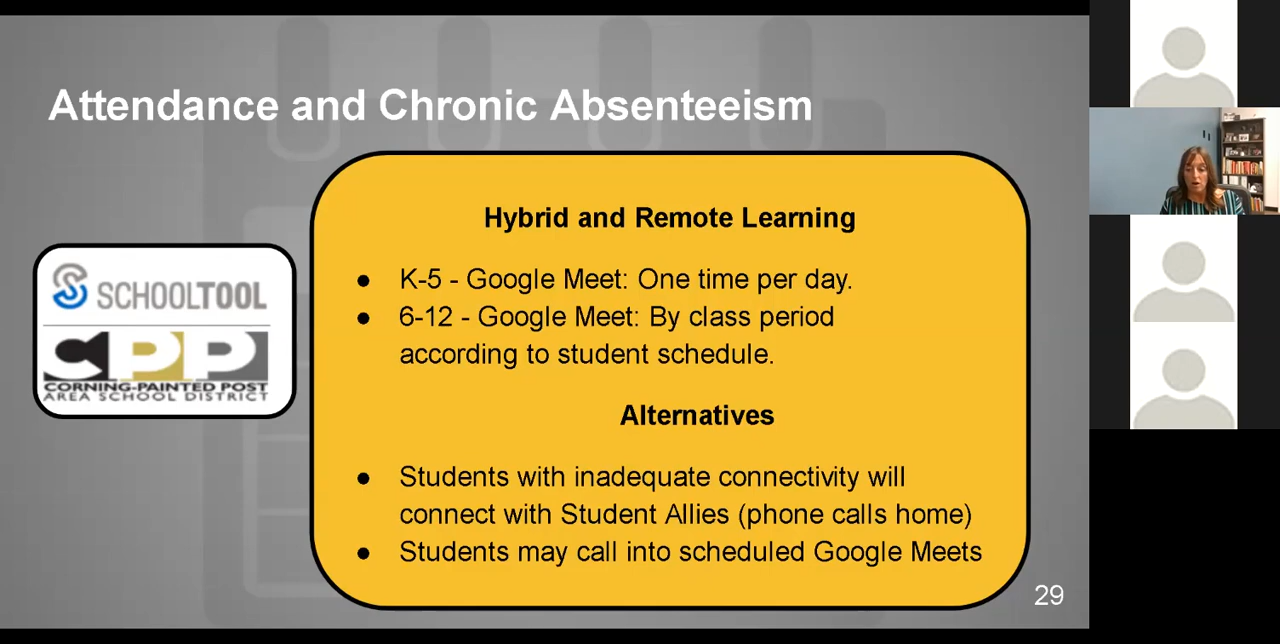 Attendance and Chronic Absenteeism
Hybrid and Remote Learning
● K-5 - Google Meet: One time per day.
● 6-12 - Google Meet: By class period
according to student schedule.
Alternatives
● Students with inadequate connectivity will
connect with Student Allies (phone calls home)
● Students may call into scheduled Google Meets
SCHOOLTOOL
CPP
CORNING-PAINTED POST
AREA SCHOOL DISTRICT
29